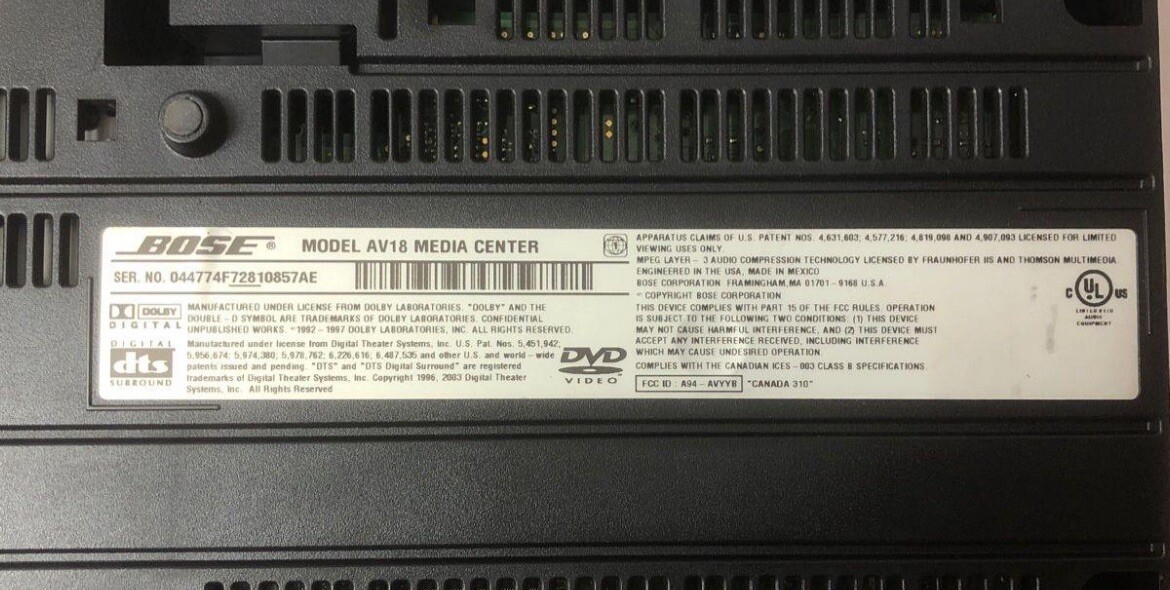 BOSE ® MODEL AV18 MEDIA CENTER
SER. NO. 044774F72810857AE
DOLBY
DIGITAL
MANUFACTURED UNDER LICENSE FROM DOLBY LABORATORIES. "DOLBY" AND THE
DOUBLE - D SYMBOL ARE TRADEMARKS OF DOLBY LABORATORIES. CONFIDENTIAL
UNPUBLISHED WORKS. ©1992 - 1997 DOLBY LABORATORIES, INC. ALL RIGHTS RESERVED.
DIGITAL
dts
SURROUND
Manufactured under license from Digital Theater Systems, Inc. U.S. Pat. Nos. 5,451,942;
5,956,674; 5,974,380; 5,978,762; 6,226,616; 6,487,535 and other U.S. and world - wide
patents issued and pending. "DTS" and "DTS Digital Surround" are registered
trademarks of Digital Theater Systems, Inc. Copyright 1996, 2003 Digital Theater
Systems, Inc. All Rights Reserved
DVD
VIDEO
APPARATUS CLAIMS OF U.S. PATENT NOS. 4,631,603; 4,577,216; 4,819,098 AND 4,907,093 LICENSED FOR LIMITED
VIEWING USES ONLY.
MPEG LAYER - 3 AUDIO COMPRESSION TECHNOLOGY LICENSED BY FRAUNHOFER IIS AND THOMSON MULTIMEDIA.
ENGINEERED IN THE USA, MADE IN MEXICO
BOSE CORPORATION FRAMINGHAM, MA 01701 - 9168 U.S.A.
© COPYRIGHT BOSE CORPORATION
THIS DEVICE COMPLIES WITH PART 15 OF THE FCC RULES. OPERATION
IS SUBJECT TO THE FOLLOWING TWO CONDITIONS: (1) THIS DEVICE
MAY NOT CAUSE HARMFUL INTERFERENCE, AND (2) THIS DEVICE MUST
ACCEPT ANY INTERFERENCE RECEIVED, INCLUDING INTERFERENCE
WHICH MAY CAUSE UNDESIRED OPERATION.
COMPLIES WITH THE CANADIAN ICES - 003 CLASS B SPECIFICATIONS.
FCC ID : A94 - AVYYB "CANADA 310"
C UL US
LISTED
AUDIO
EQUIPMENT